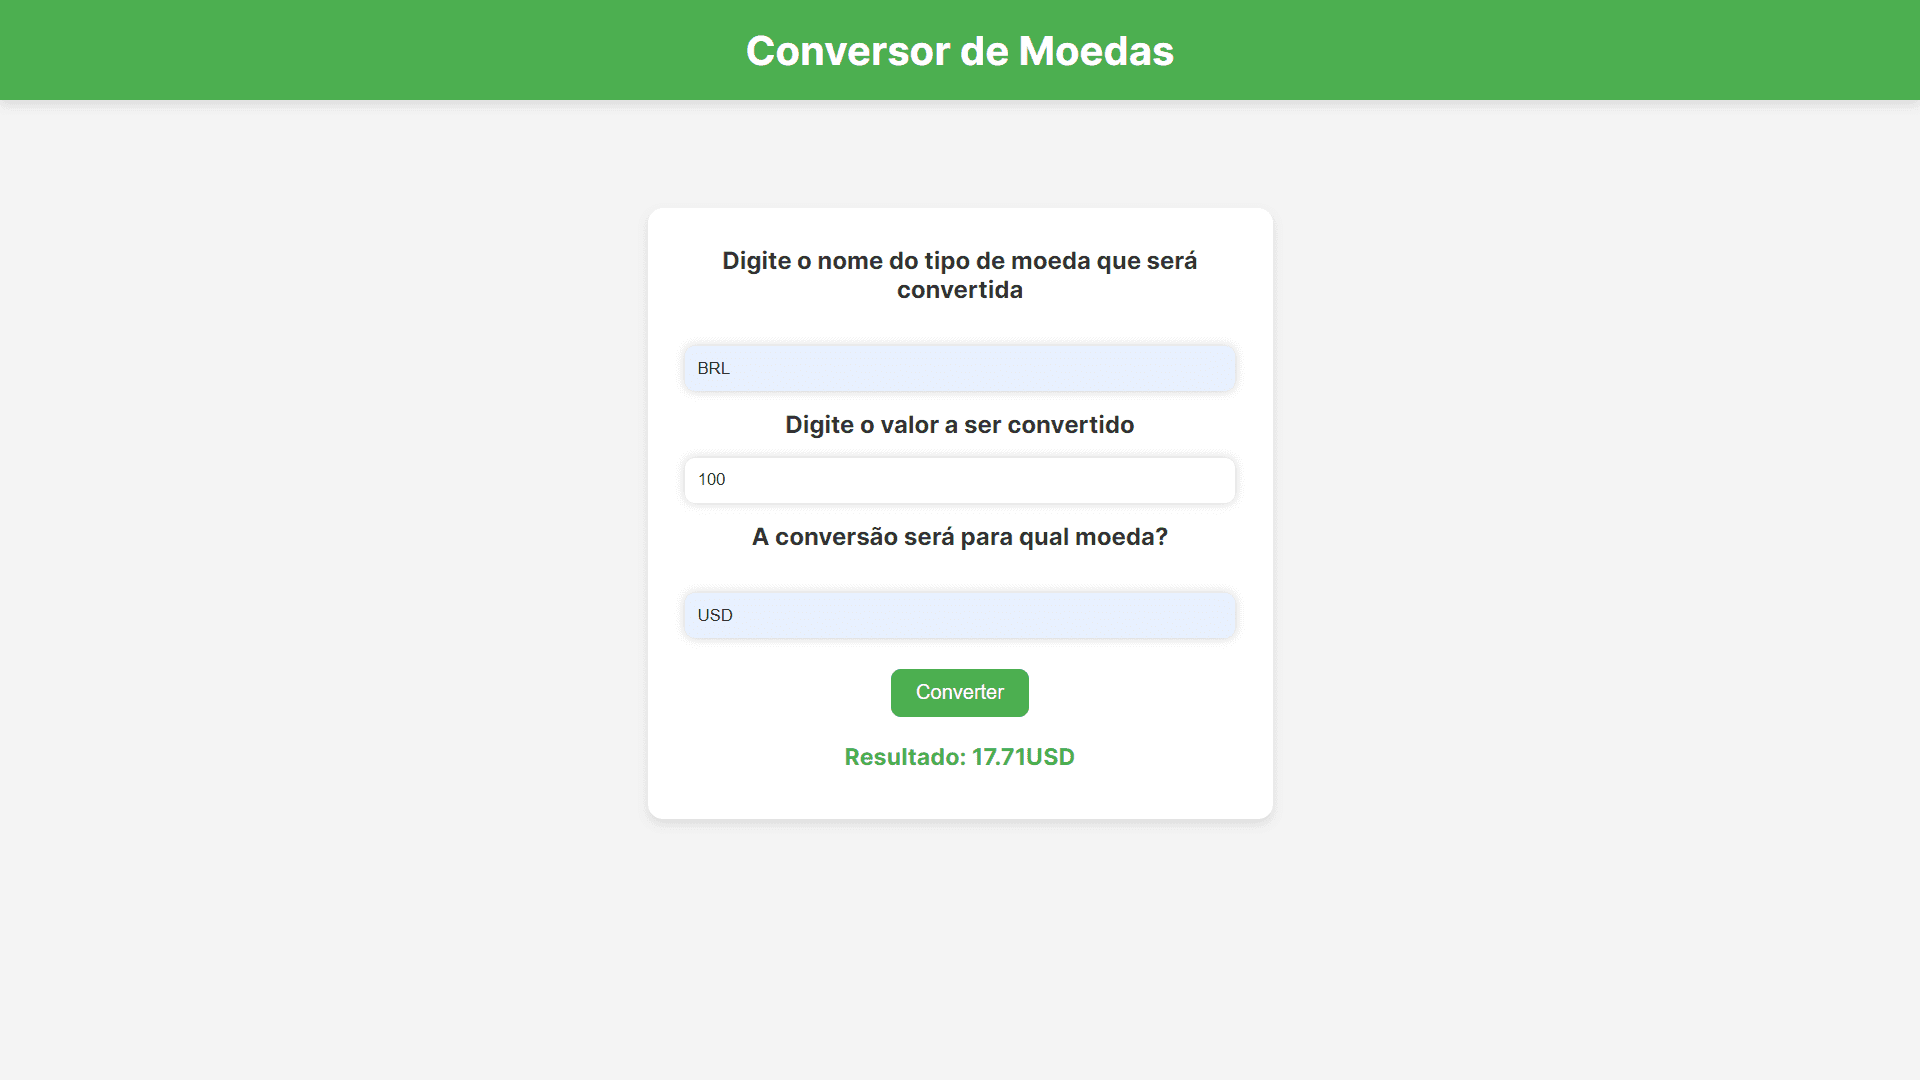 Conversor de Moedas
Digite o nome do tipo de moeda que será
convertida
BRL
Digite o valor a ser convertido
100
A conversão será para qual moeda?
USD
Converter
Resultado: 17.71USD